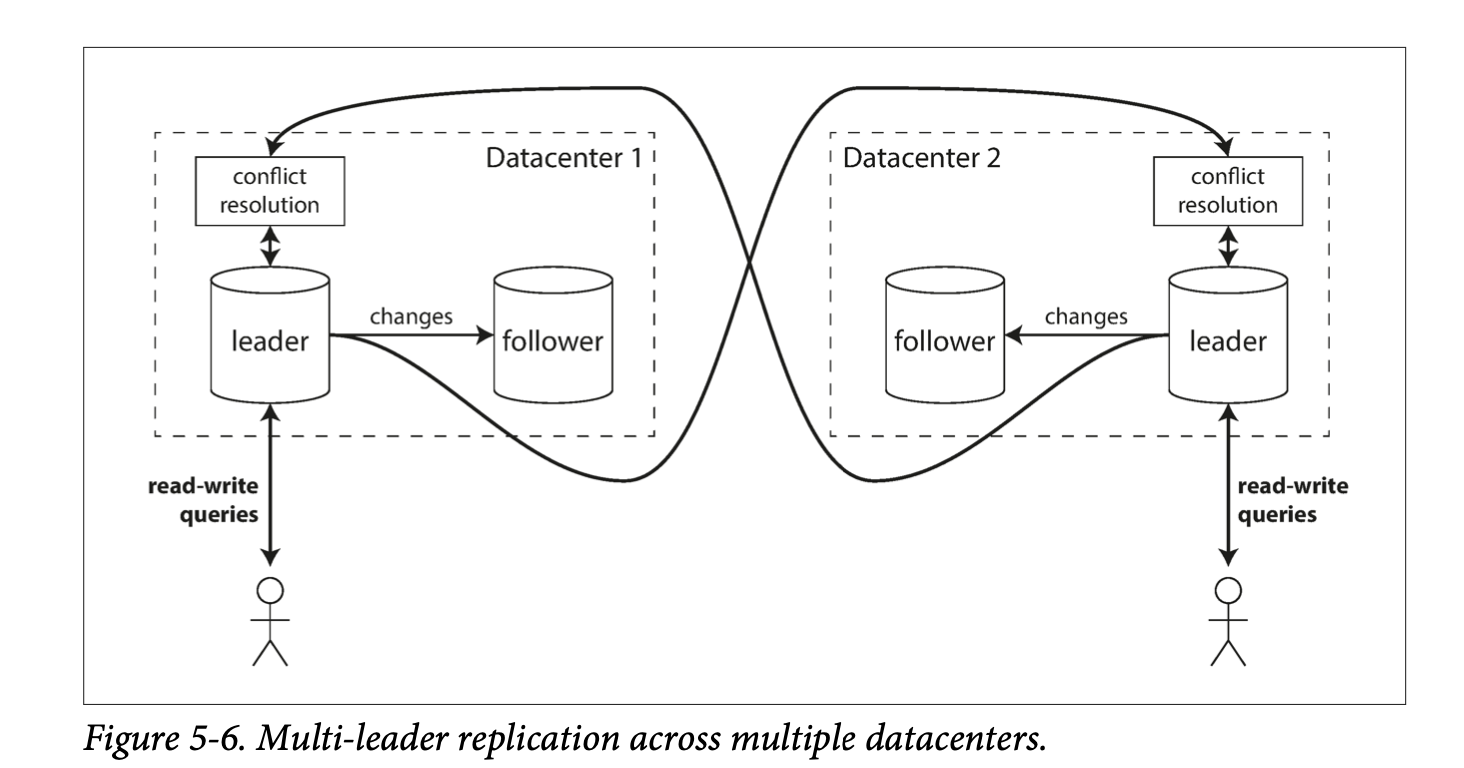 Datacenter 1
conflict
resolution
leader
changes
follower
read-write
queries
Datacenter 2
conflict
resolution
follower
changes
leader
read-write
queries
Figure 5-6. Multi-leader replication across multiple datacenters.